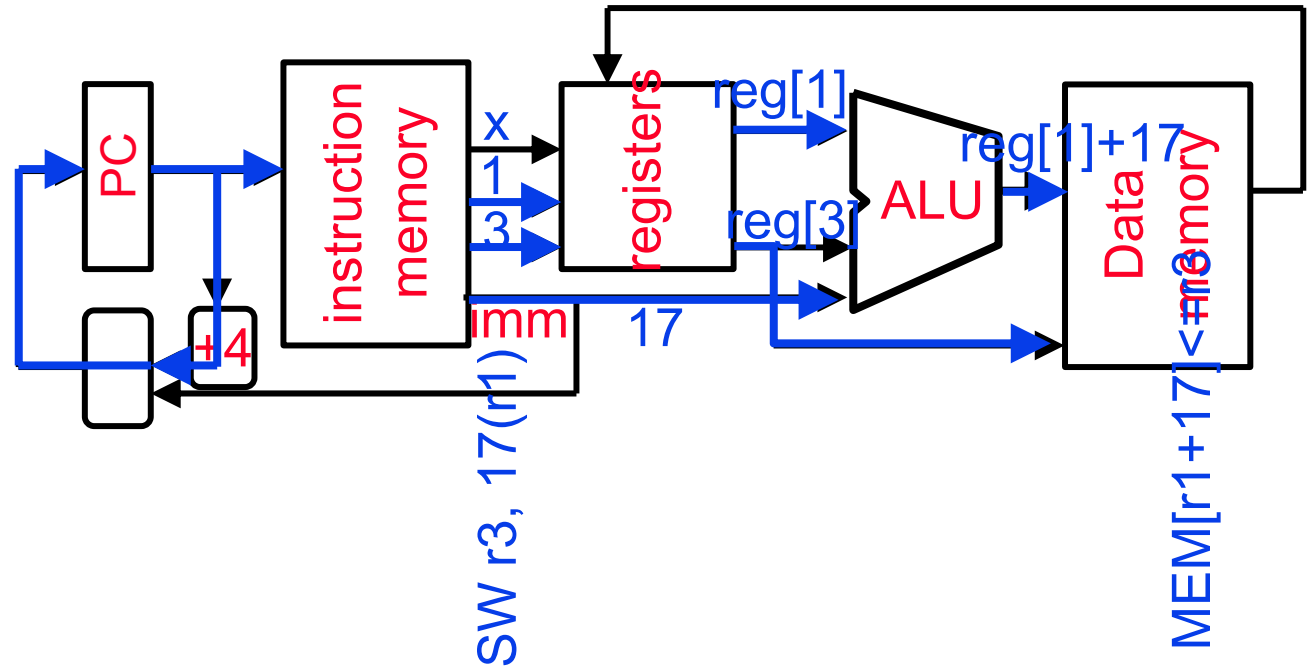 PC
+4
instruction
memory
x
1
3
imm
17
SW r3, 17(r1)
registers
reg[1]
reg[3]
ALU
reg[1]+17
Data
memory
MEM[r1+17]<=r3